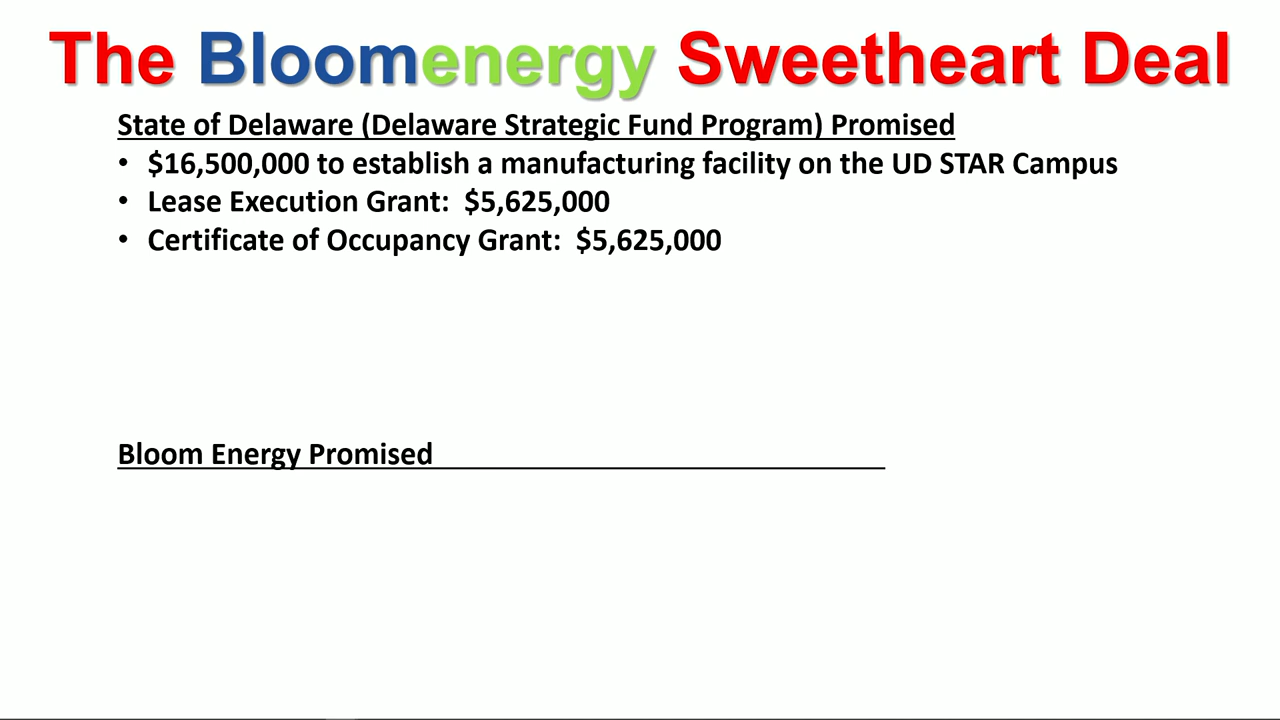 The Bloomenergy Sweetheart Deal
State of Delaware (Delaware Strategic Fund Program) Promised
• $16,500,000 to establish a manufacturing facility on the UD STAR Campus
• Lease Execution Grant: $5,625,000
• Certificate of Occupancy Grant: $5,625,000
Bloom Energy Promised